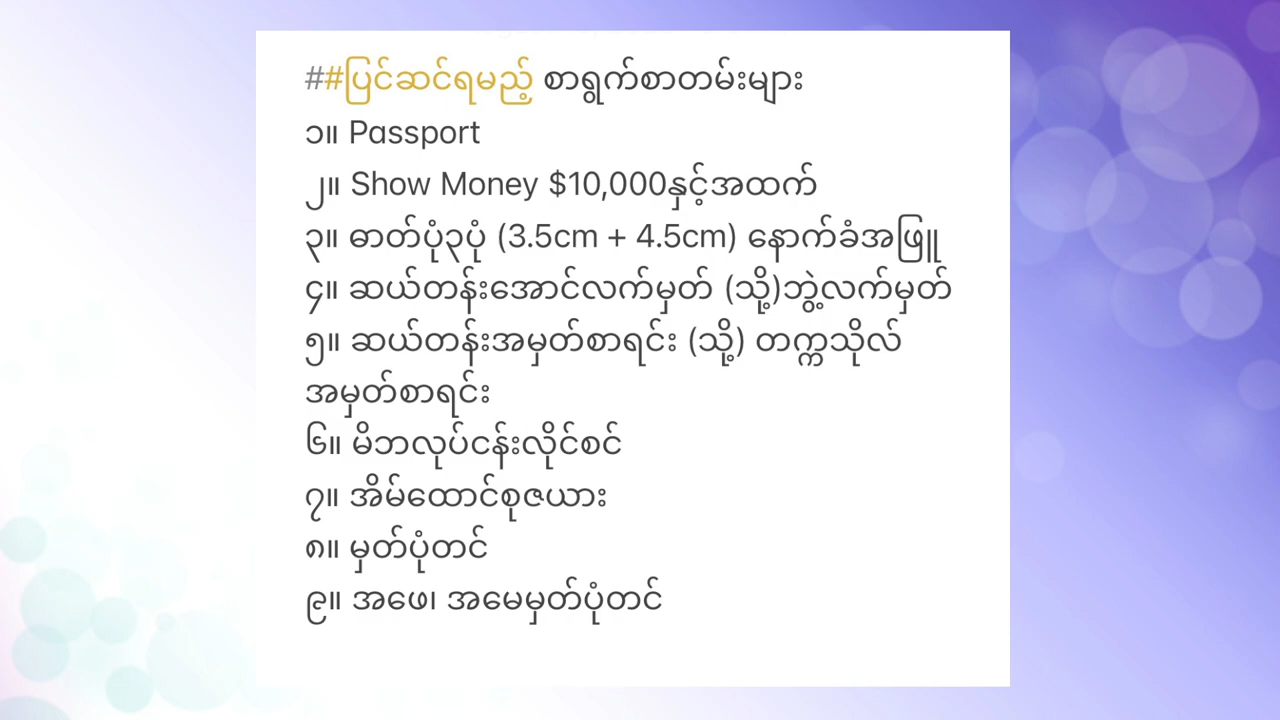 ##ပြင်ဆင်ရမည့် စာရွက်စာတမ်းများ
၁။ Passport
၂။ Show Money $10,000နှင့်အထက်
၃။ ဓာတ်ပုံ၃ပုံ (3.5cm + 4.5cm) နောက်ခံအဖြူ
၄။ ဆယ်တန်းအောင်လက်မှတ် (သို့)ဘွဲ့လက်မှတ်
၅။ ဆယ်တန်းအမှတ်စာရင်း (သို့) တက္ကသိုလ်
အမှတ်စာရင်း
၆။ မိဘလုပ်ငန်းလိုင်စင်
၇။ အိမ်ထောင်စုဇယား
၈။ မှတ်ပုံတင်
၉။ အဖေ၊ အမေမှတ်ပုံတင်